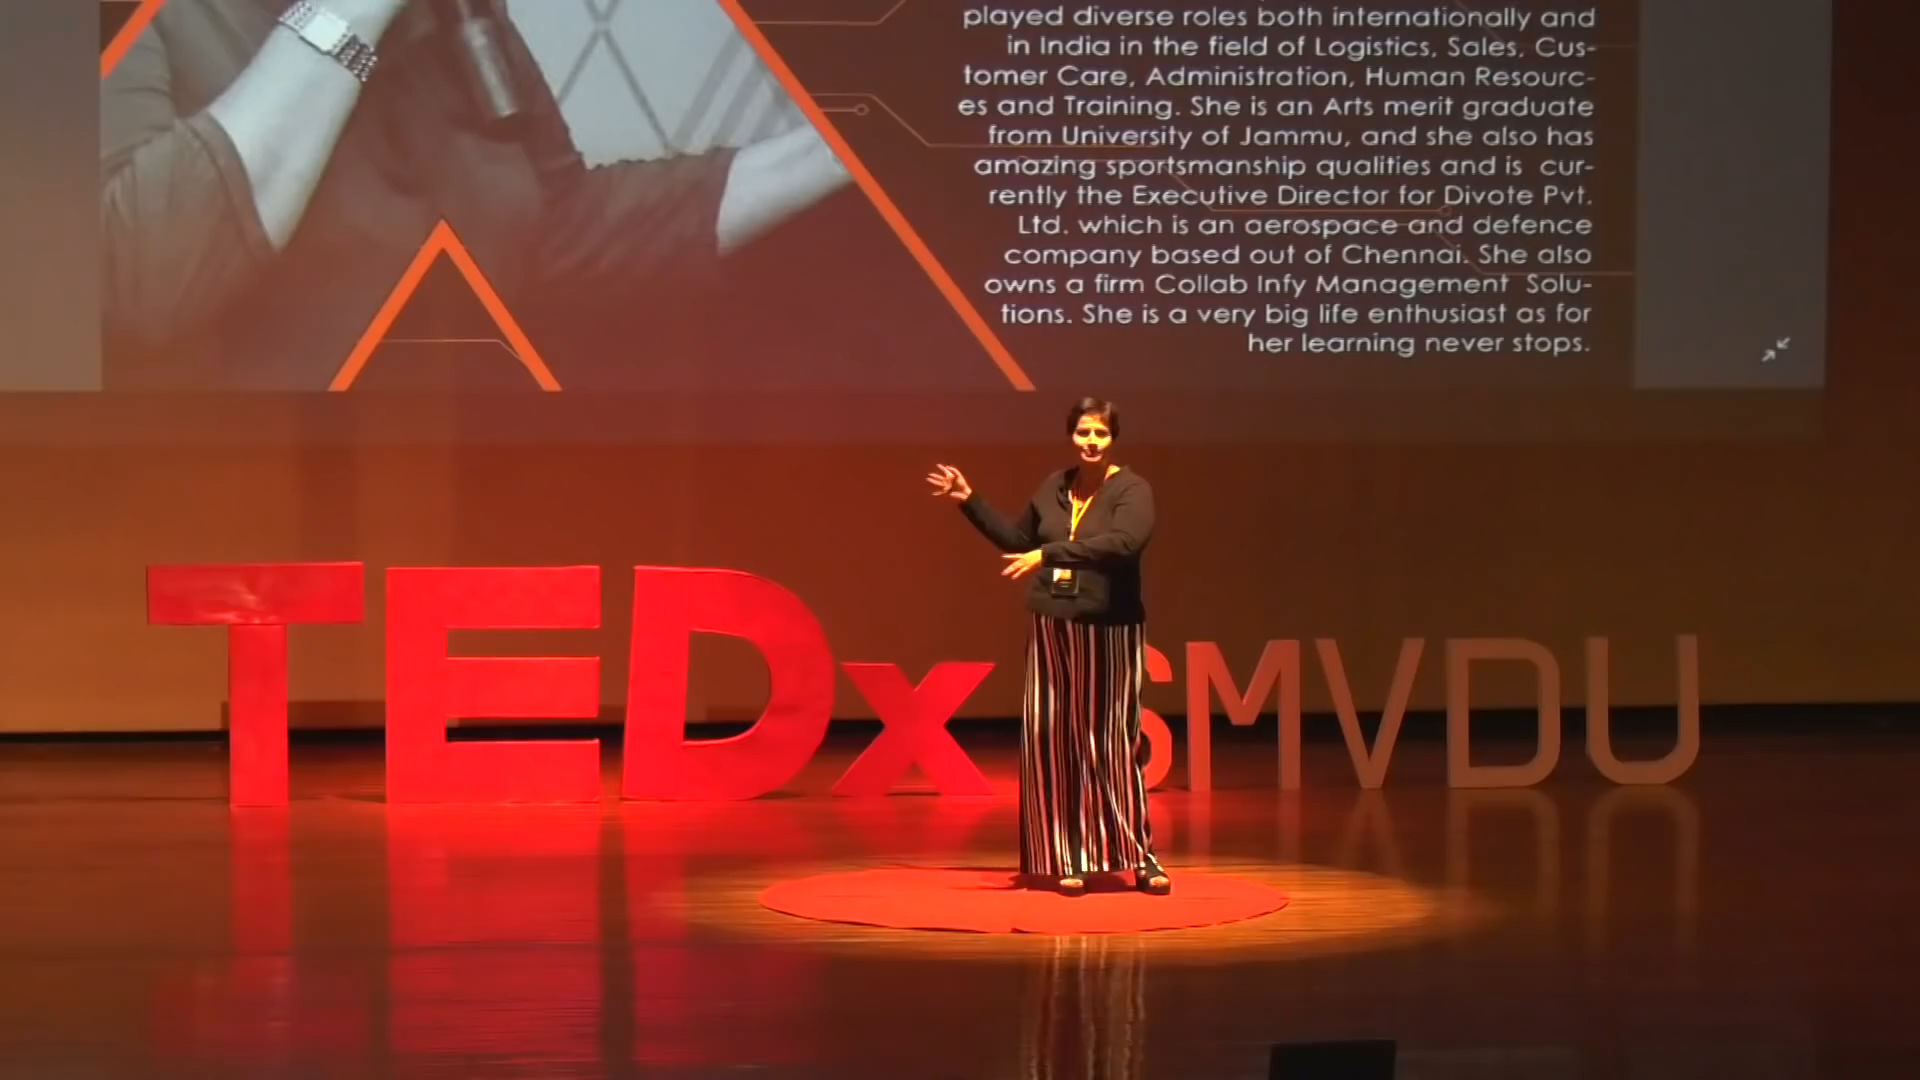 played diverse roles both internationally and
in India in the field of Logistics, Sales, Cus-
tomer Care, Administration, Human Resourc-
es and Training. She is an Arts merit graduate
from University of Jammu, and she also has
amazing sportsmanship qualities and is cur-
rently the Executive Director for Divote Pvt.
Ltd. which is an aerospace and defence
company based out of Chennai. She also
owns a firm Collab Infy Management Solu-
tions. She is a very big life enthusiast as for
her learning never stops.
TEDx SMVDU